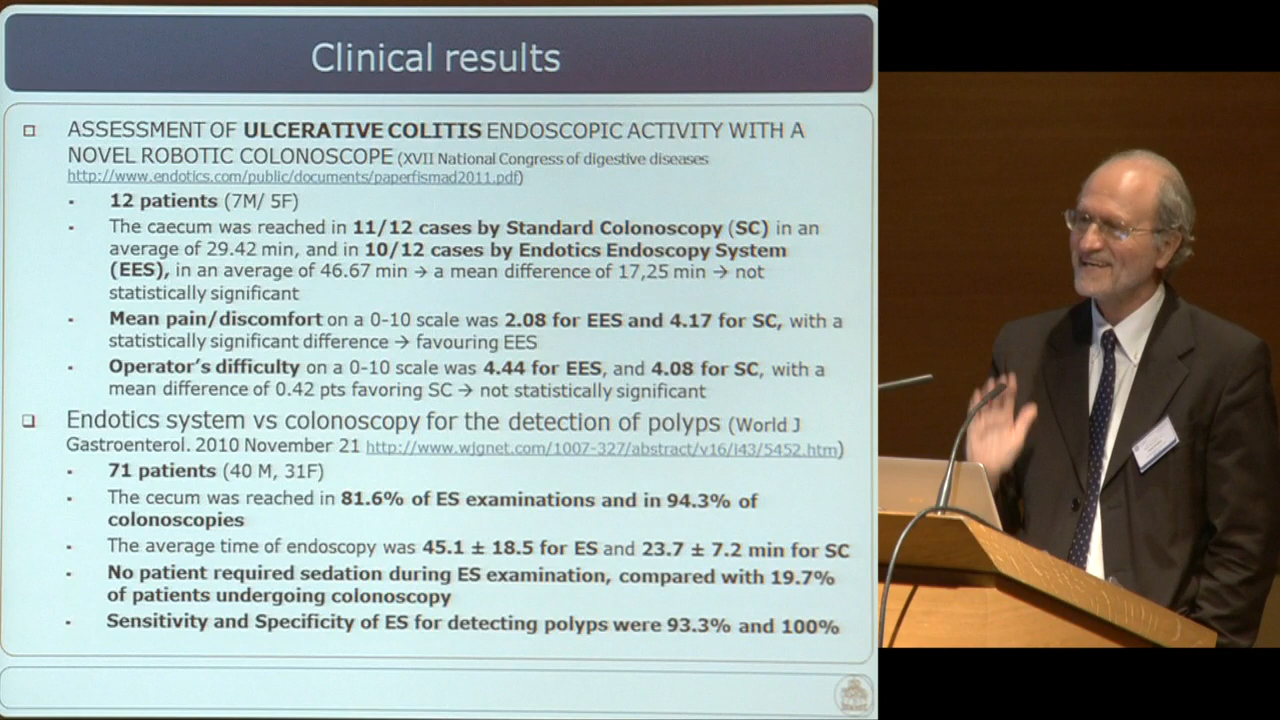 Clinical results
ASSESSMENT OF ULCERATIVE COLITIS ENDOSCOPIC ACTIVITY WITH A
NOVEL ROBOTIC COLONOSCOPE (XVII National Congress of digestive diseases
http://www.endotics.com/public/documents/paperfismad2011.pdf)
▪ 12 patients (7M/ 5F)
▪ The caecum was reached in 11/12 cases by Standard Colonoscopy (SC) in an
average of 29.42 min, and in 10/12 cases by Endotics Endoscopy System
(EES), in an average of 46.67 min → a mean difference of 17,25 min → not
statistically significant
▪ Mean pain/discomfort on a 0-10 scale was 2.08 for EES and 4.17 for SC, with a
statistically significant difference → favouring EES
▪ Operator's difficulty on a 0-10 scale was 4.44 for EES, and 4.08 for SC, with a
mean difference of 0.42 pts favoring SC → not statistically significant
Endotics system vs colonoscopy for the detection of polyps (World J
Gastroenterol. 2010 November 21 http://www.wjgnet.com/1007-327/abstract/v16/i43/5452.htm)
▪ 71 patients (40 M, 31F)
▪ The cecum was reached in 81.6% of ES examinations and in 94.3% of
colonoscopies
▪ The average time of endoscopy was 45.1 ± 18.5 for ES and 23.7 ± 7.2 min for SC
▪ No patient required sedation during ES examination, compared with 19.7%
of patients undergoing colonoscopy
▪ Sensitivity and Specificity of ES for detecting polyps were 93.3% and 100%